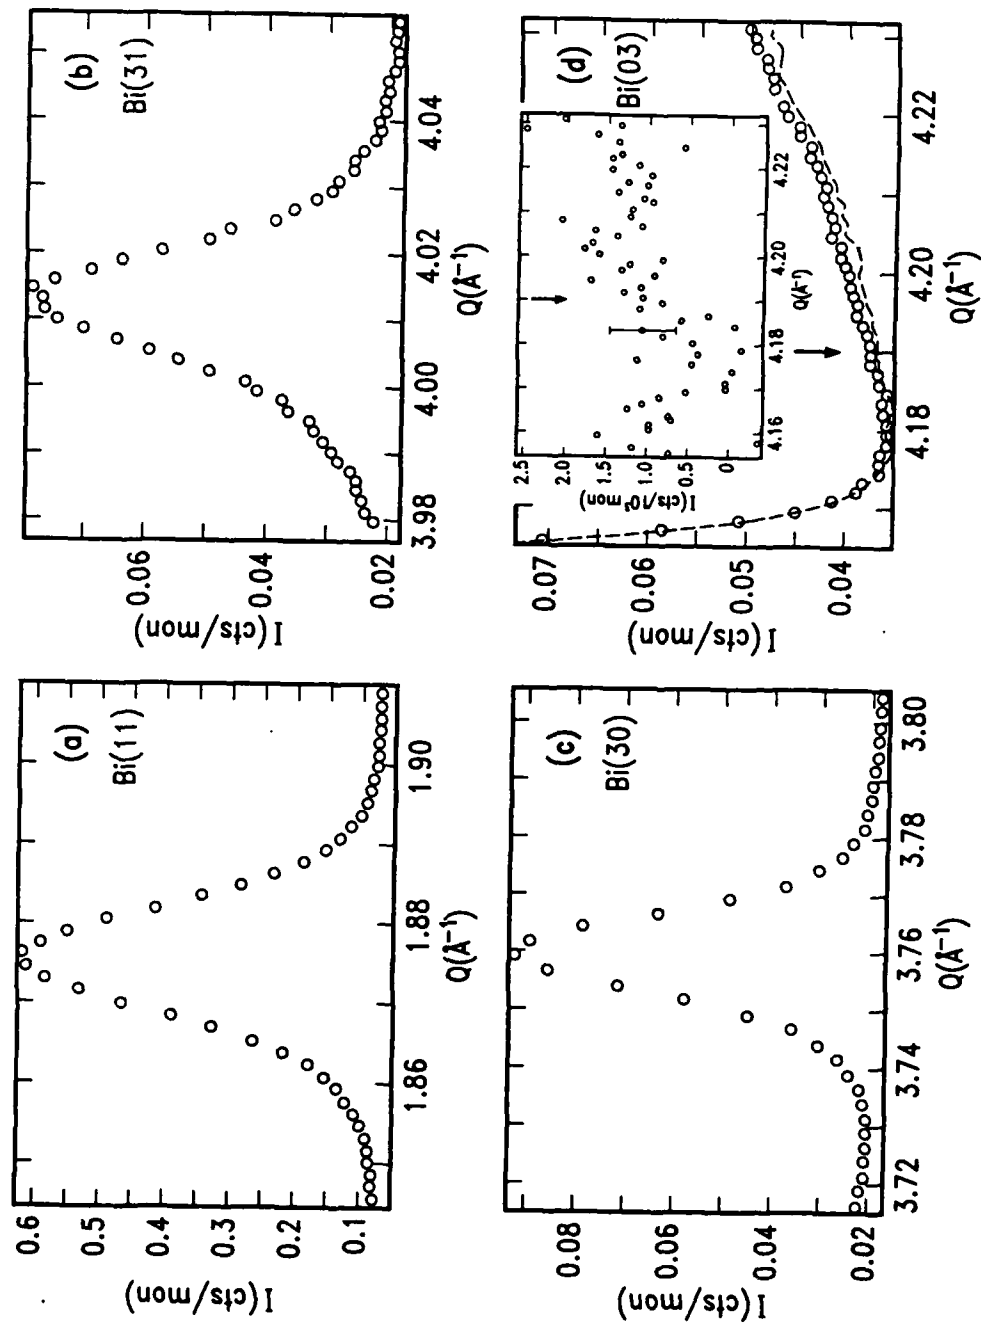 (a)
Bi(11)
I(cts/mon)
0.6
0.5
0.4
0.3
0.2
0.1
1.86
1.88
1.90
Q(Å⁻¹)
(b)
Bi(31)
I(cts/mon)
0.06
0.04
0.02
3.98
4.00
4.02
4.04
Q(Å⁻¹)
(c)
Bi(30)
I(cts/mon)
0.08
0.06
0.04
0.02
3.72
3.74
3.76
3.78
3.80
Q(Å⁻¹)
(d)
Bi(03)
I(cts/mon)
0.07
0.06
0.05
0.04
4.18
4.20
4.22
Q(Å⁻¹)
I(cts/10³ mon)
2.5
2.0
1.5
1.0
0.5
0
4.16
4.18
4.20
4.22
Q(Å⁻¹)